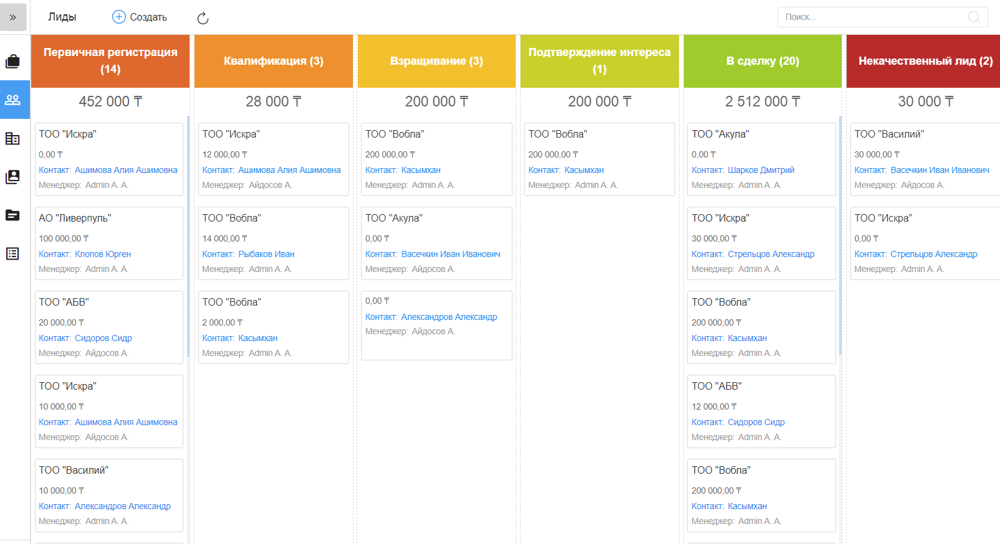 Лиды
Создать
Поиск...
Первичная регистрация
(14)
452 000 ₸
ТОО "Искра"
0,00 ₸
Контакт: Ашимова Алия Ашимовна
Менеджер: Admin A. A.
АО "Ливерпуль"
100 000,00 ₸
Контакт: Клопов Юрген
Менеджер: Admin A. A.
ТОО "АБВ"
20 000,00 ₸
Контакт: Сидоров Сидр
Менеджер: Айдосов А.
ТОО "Искра"
10 000,00 ₸
Контакт: Ашимова Алия Ашимовна
Менеджер: Айдосов А.
ТОО "Василий"
10 000,00 ₸
Контакт: Александров Александр
Менеджер: Admin A. A.
Квалификация (3)
28 000 ₸
ТОО "Искра"
12 000,00 ₸
Контакт: Ашимова Алия Ашимовна
Менеджер: Айдосов А.
ТОО "Вобла"
14 000,00 ₸
Контакт: Рыбаков Иван
Менеджер: Admin A. A.
ТОО "Вобла"
2 000,00 ₸
Контакт: Касымхан
Менеджер: Admin A. A.
Взращивание (3)
200 000 ₸
ТОО "Вобла"
200 000,00 ₸
Контакт: Касымхан
Менеджер: Admin A. A.
ТОО "Акула"
0,00 ₸
Контакт: Васечкин Иван Иванович
Менеджер: Айдосов А.
0,00 ₸
Контакт: Александров Александр
Менеджер: Айдосов А.
Подтверждение интереса
(1)
200 000 ₸
ТОО "Вобла"
200 000,00 ₸
Контакт: Касымхан
Менеджер: Admin A. A.
В сделку (20)
2 512 000 ₸
ТОО "Акула"
0,00 ₸
Контакт: Шарков Дмитрий
Менеджер: Admin A. A.
ТОО "Искра"
30 000,00 ₸
Контакт: Стрельцов Александр
Менеджер: Admin A. A.
ТОО "Вобла"
200 000,00 ₸
Контакт: Касымхан
Менеджер: Admin A. A.
ТОО "АБВ"
12 000,00 ₸
Контакт: Сидоров Сидр
Менеджер: Admin A. A.
ТОО "Вобла"
200 000,00 ₸
Контакт: Касымхан
Менеджер: Admin A. A.
Некачественный лид (2)
30 000 ₸
ТОО "Василий"
30 000,00 ₸
Контакт: Васечкин Иван Иванович
Менеджер: Айдосов А.
ТОО "Искра"
0,00 ₸
Контакт: Стрельцов Александр
Менеджер: Admin A. A.